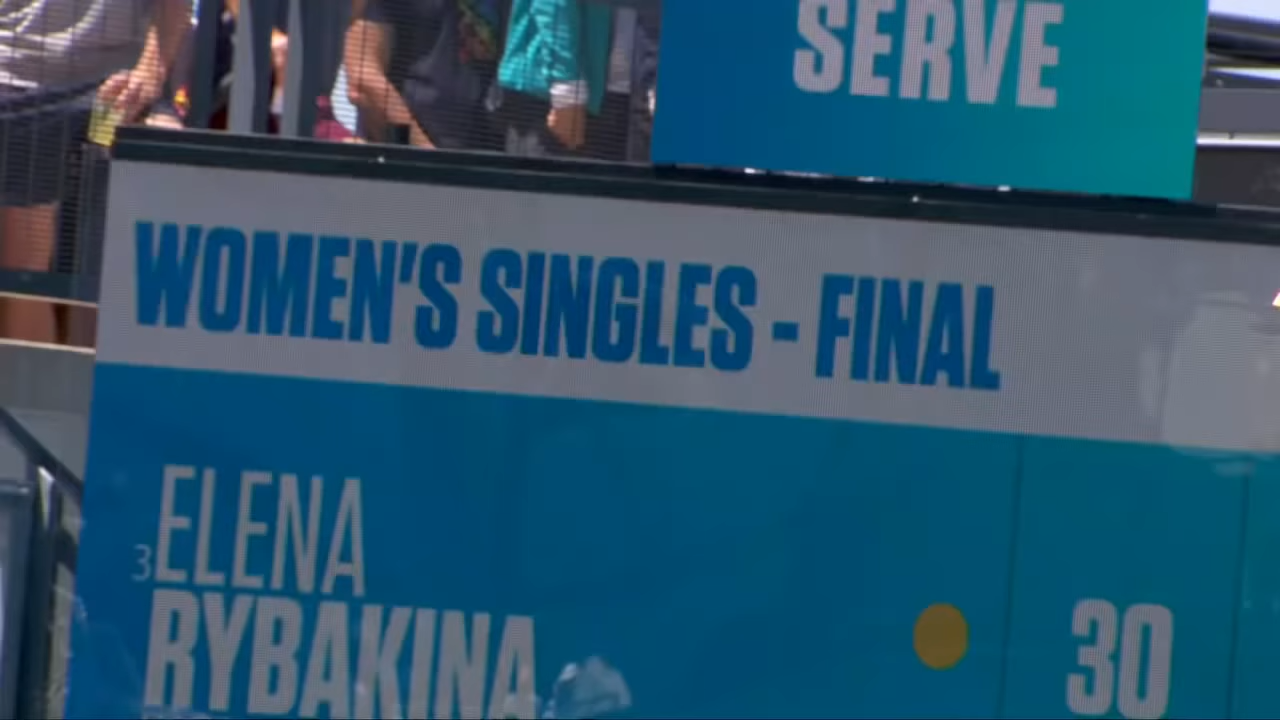 SERVE
WOMEN'S SINGLES - FINAL
ELENA
3
RYBAKINA
30